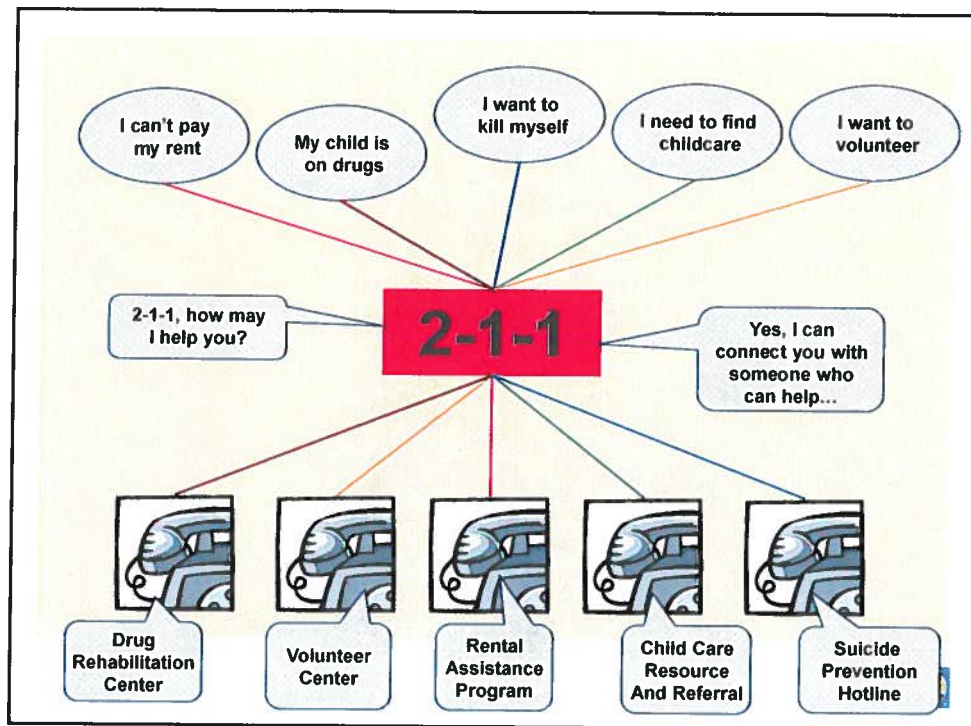 I can't pay
my rent
My child is
on drugs
I want to
kill myself
I need to find
childcare
I want to
volunteer
2-1-1, how may
I help you?
2-1-1
Yes, I can
connect you with
someone who
can help...
Drug
Rehabilitation
Center
Volunteer
Center
Rental
Assistance
Program
Child Care
Resource
And Referral
Suicide
Prevention
Hotline